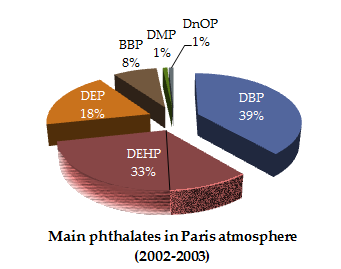 DnOP
1%
DMP
1%
BBP
8%
DEP
18%
DBP
39%
DEHP
33%
Main phthalates in Paris atmosphere
(2002-2003)